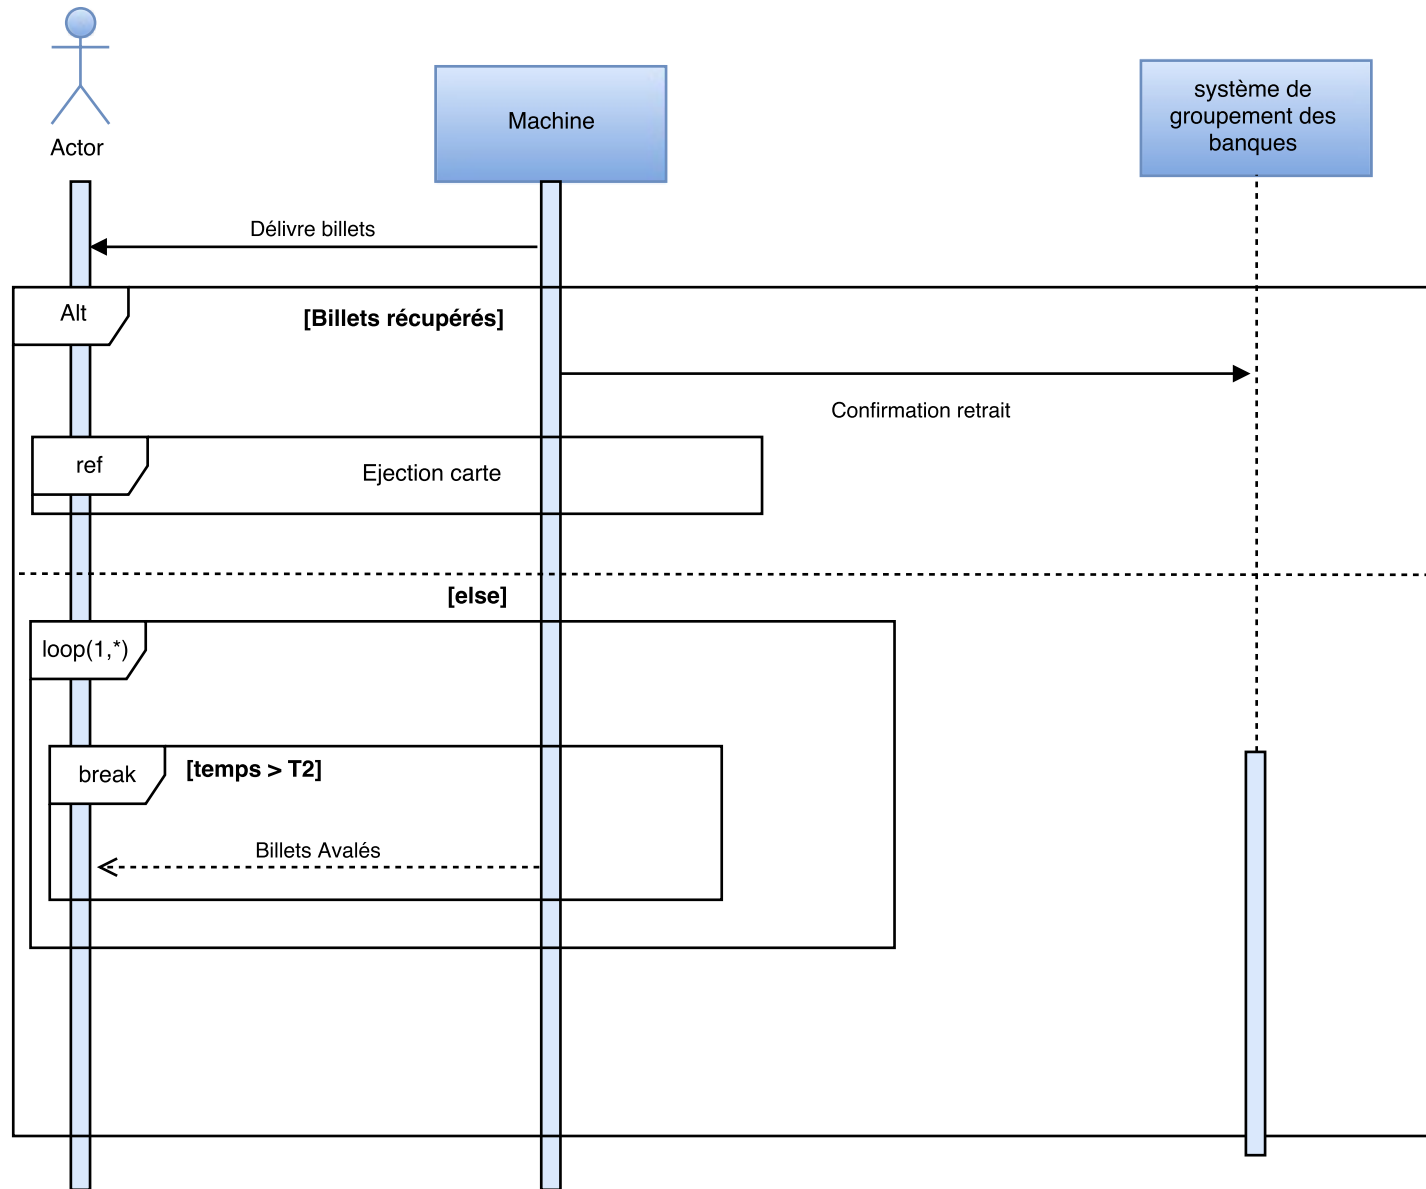 Actor
Machine
système de
groupement des
banques
Délivre billets
Alt
[Billets récupérés]
Confirmation retrait
ref
Ejection carte
[else]
loop(1,*)
break
[temps > T2]
Billets Avalés